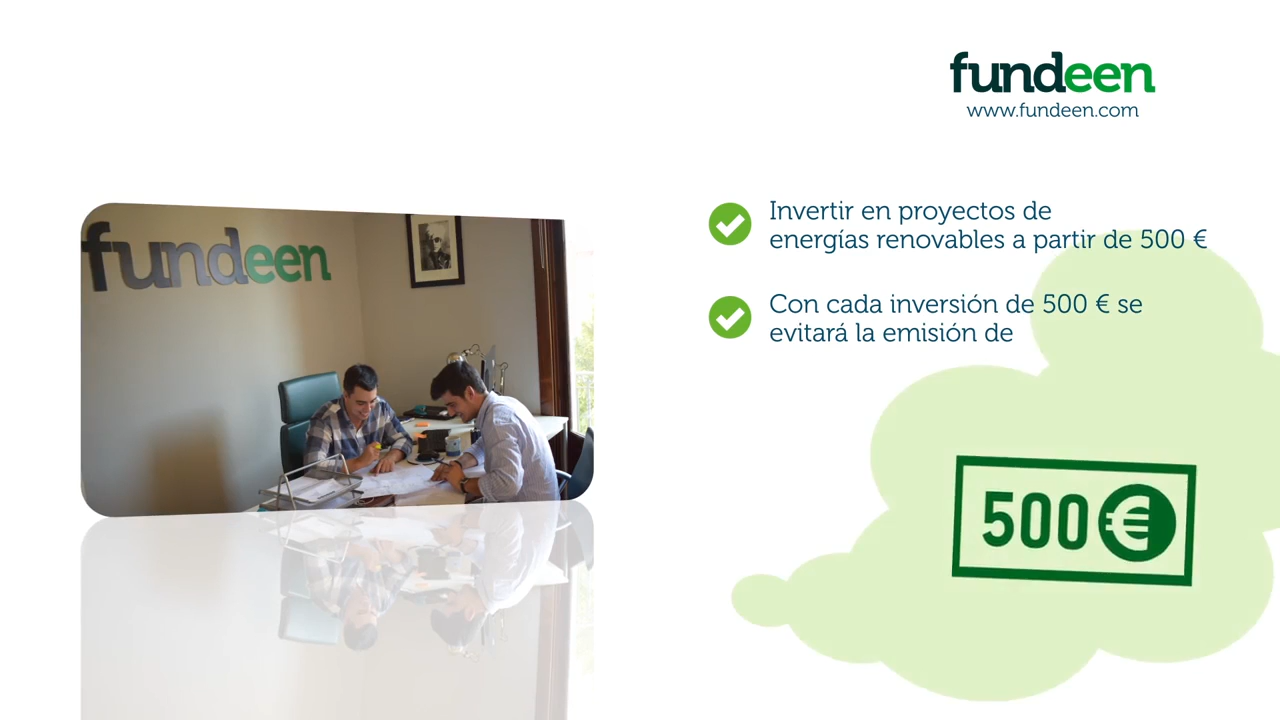 fundeen
www.fundeen.com
fundeen
Invertir en proyectos de
energías renovables a partir de 500 €
Con cada inversión de 500 € se
evitará la emisión de
500 €